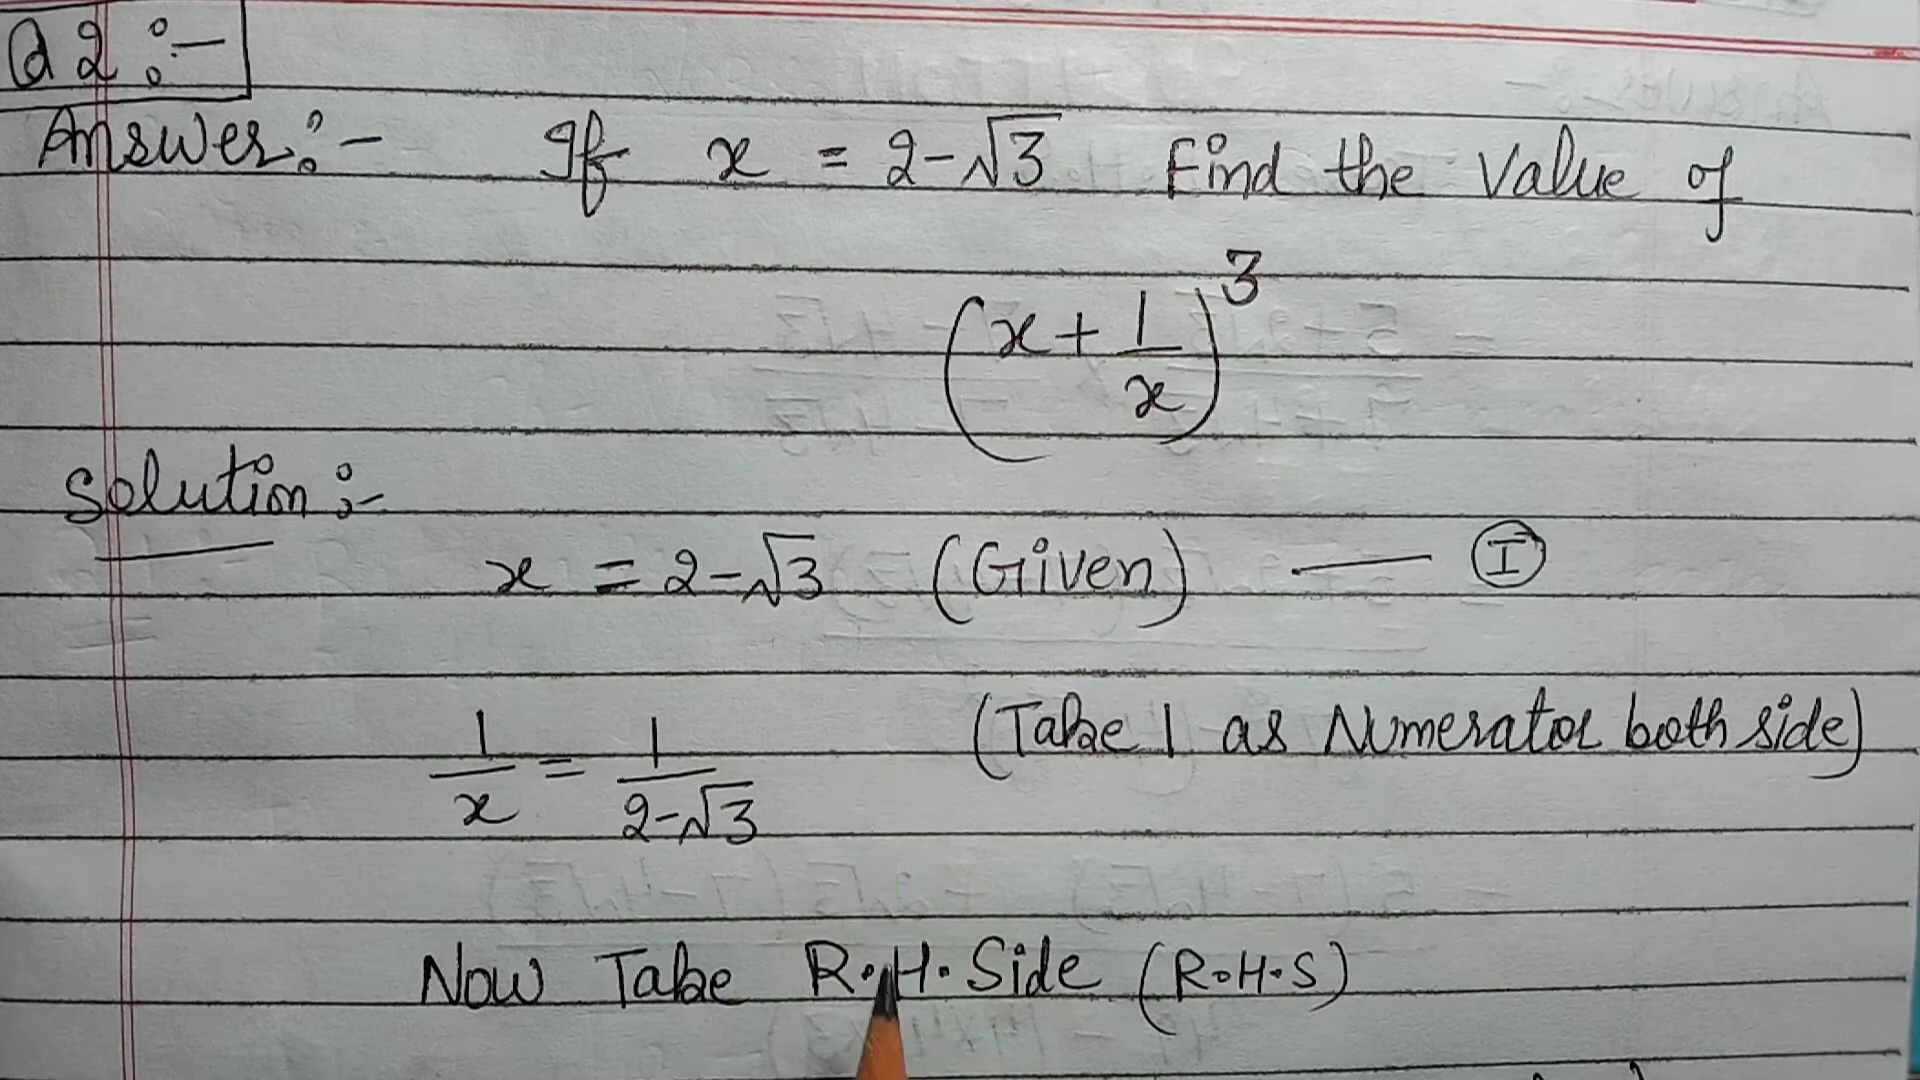 Q2:-
Answer:- If x = 2-√3 Find the value of
(x + 1/x)³
Solution:-
x = 2-√3 (Given) — I
1/x = 1/(2-√3) (Take 1 as Numerator both side)
Now Take R.H. Side (R.H.S)